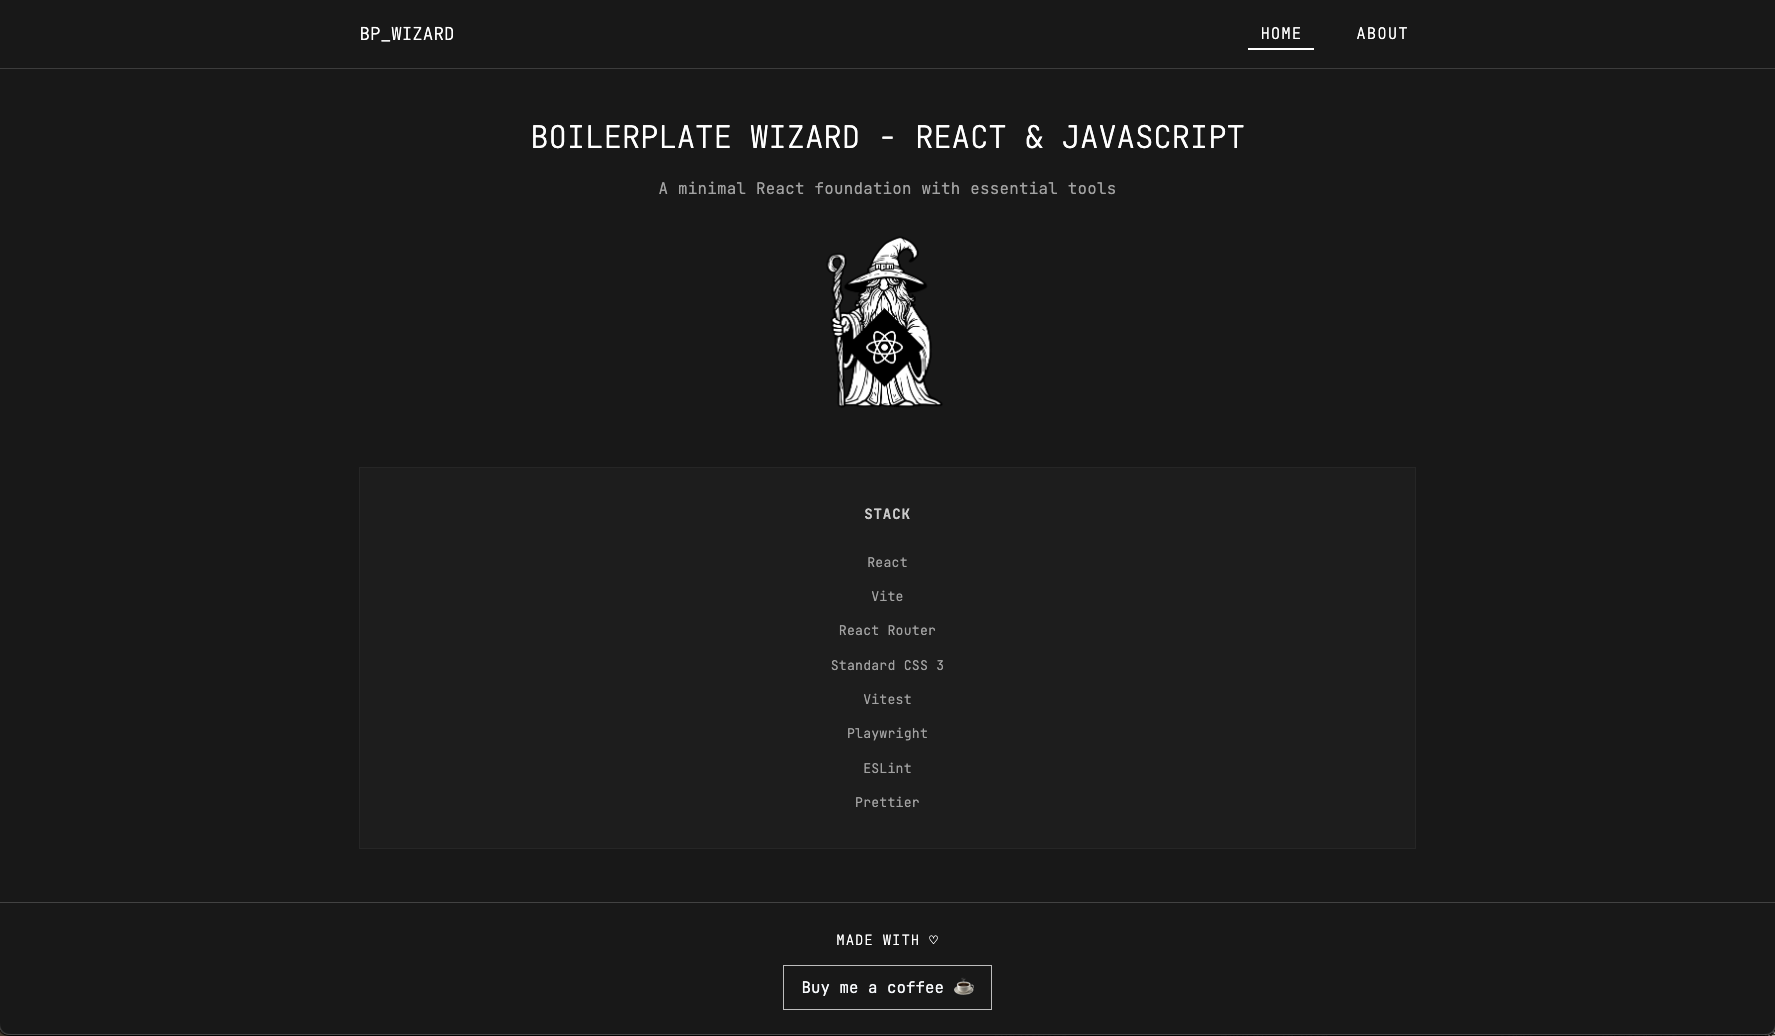 BP_WIZARD
HOME ABOUT
BOILERPLATE WIZARD - REACT & JAVASCRIPT
A minimal React foundation with essential tools
STACK
React
Vite
React Router
Standard CSS 3
Vitest
Playwright
ESLint
Prettier
MADE WITH ♡
Buy me a coffee ☕